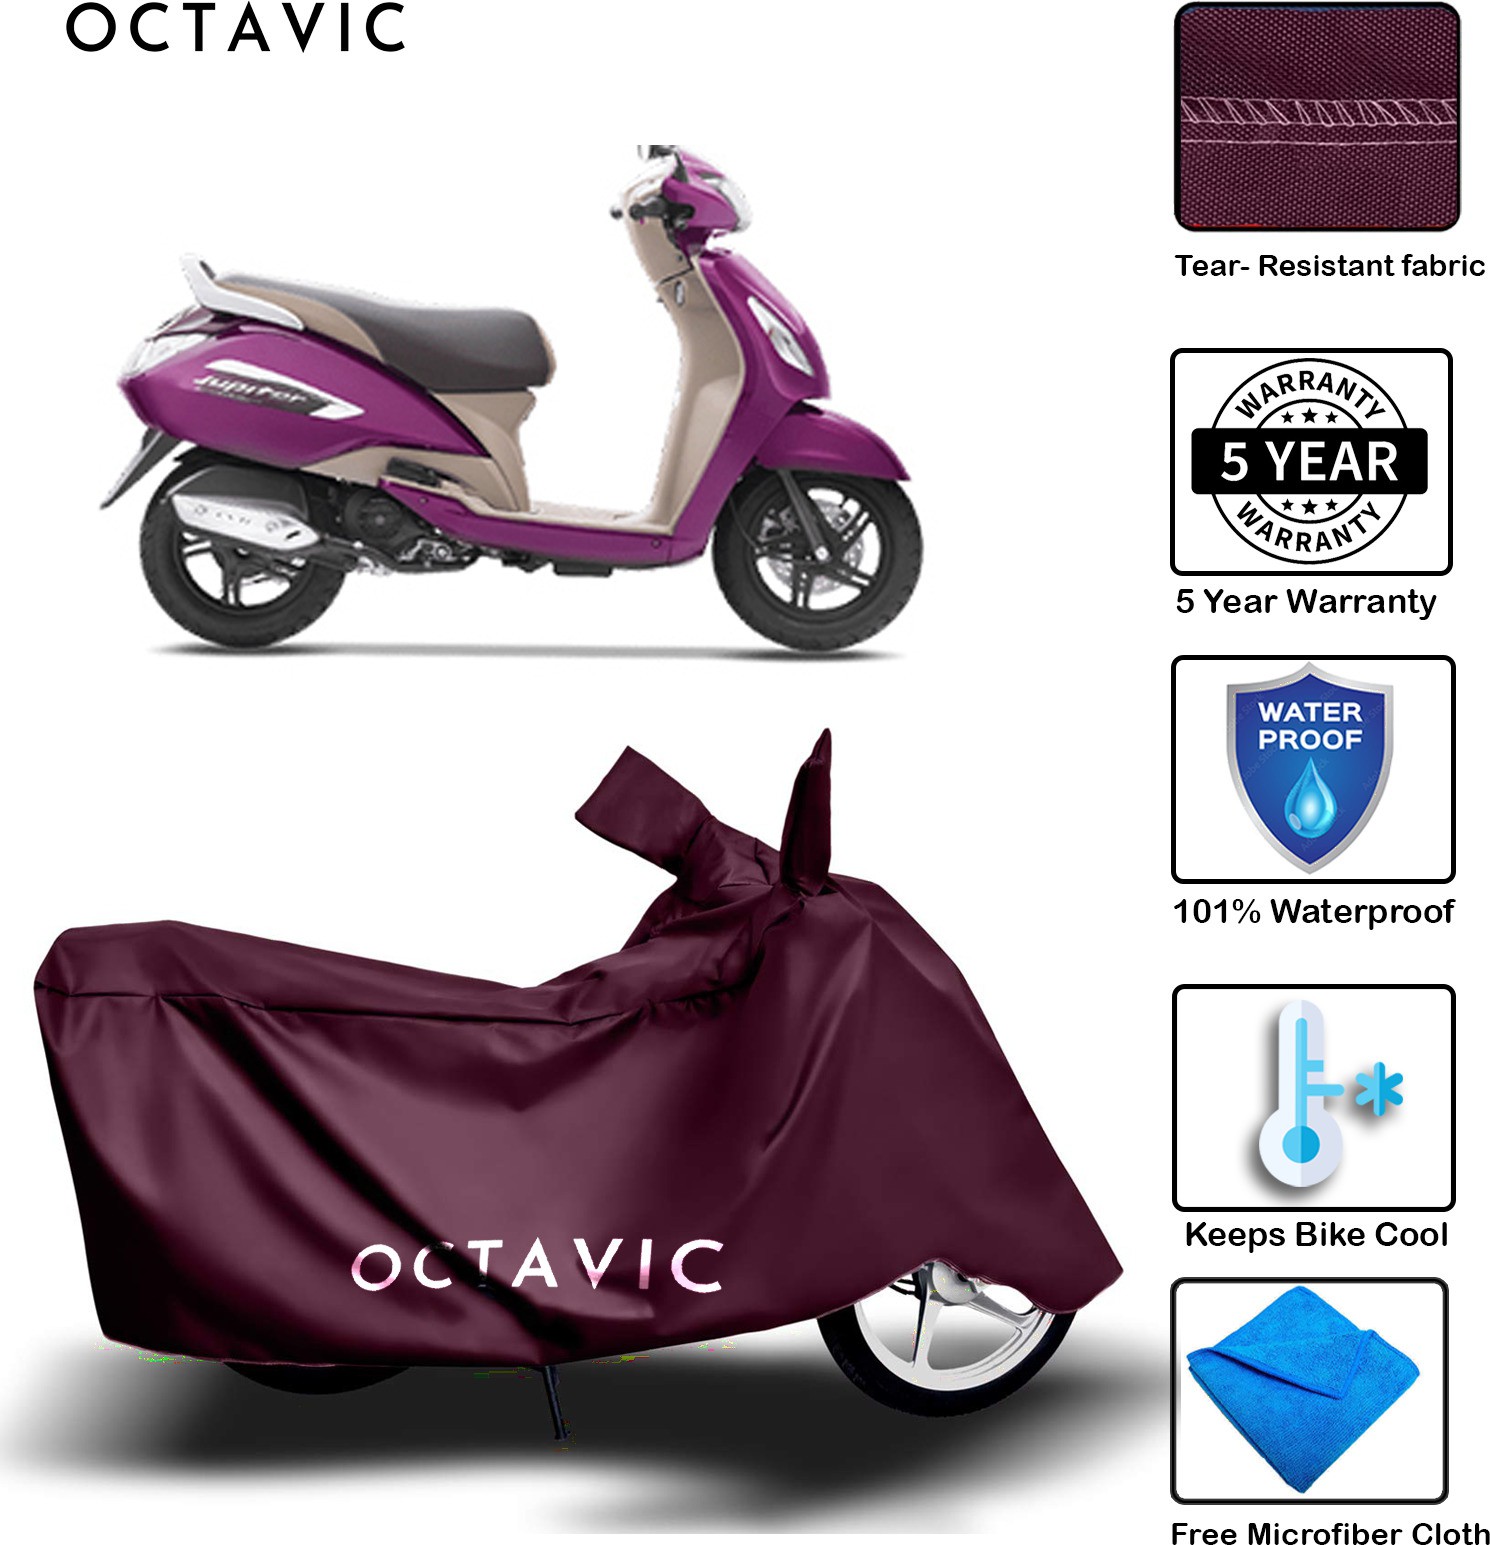 OCTAVIC
Jupiter
Tear- Resistant fabric
WARRANTY
5 YEAR
WARRANTY
5 Year Warranty
WATER
PROOF
101% Waterproof
Keeps Bike Cool
OCTAVIC
Free Microfiber Cloth